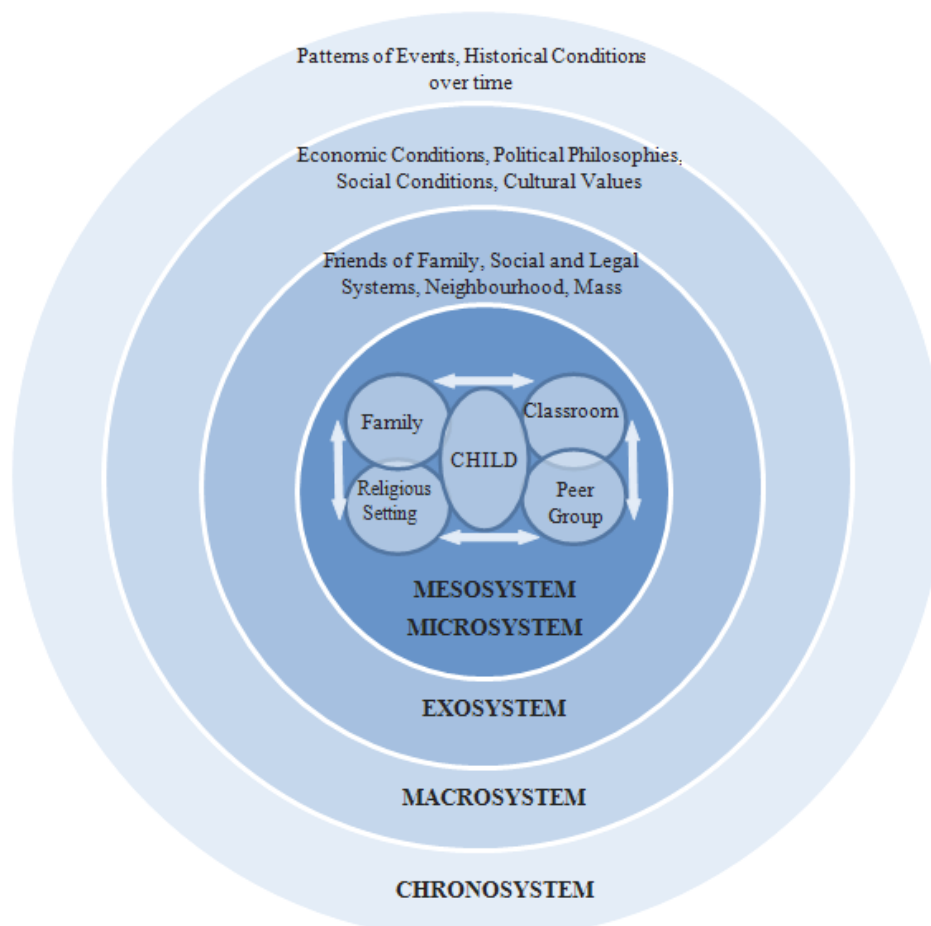 Patterns of Events, Historical Conditions
over time
Economic Conditions, Political Philosophies,
Social Conditions, Cultural Values
Friends of Family, Social and Legal
Systems, Neighbourhood, Mass
Family
Classroom
CHILD
Religious
Setting
Peer
Group
MESOSYSTEM
MICROSYSTEM
EXOSYSTEM
MACROSYSTEM
CHRONOSYSTEM